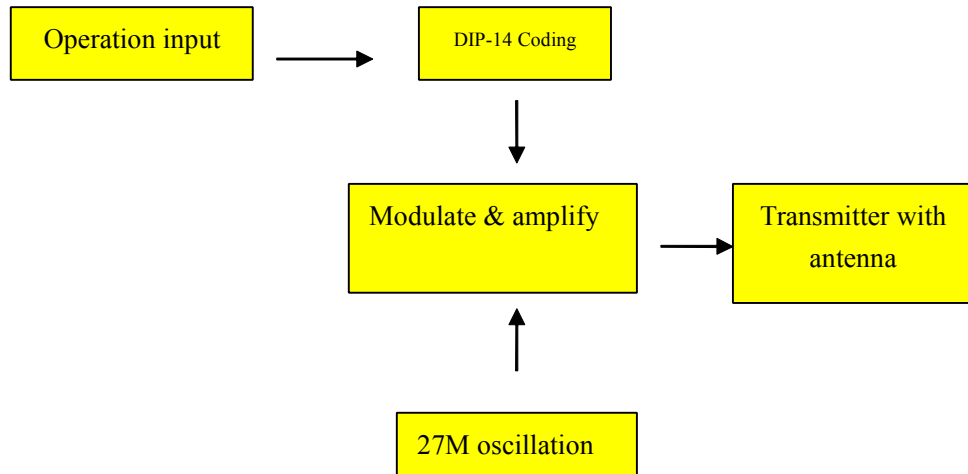 Operation input
DIP-14 Coding
Modulate & amplify
Transmitter with
antenna
27M oscillation